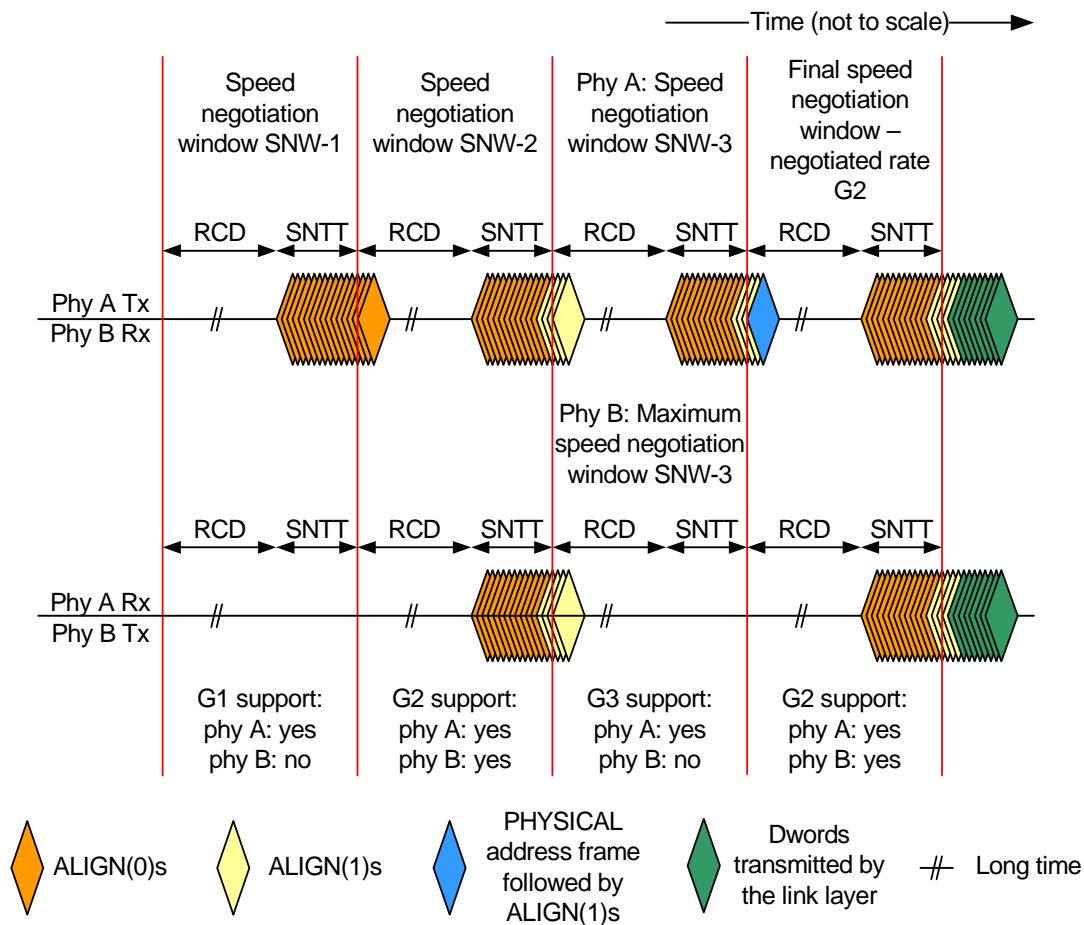 Time (not to scale)
Speed
negotiation
window SNW-1
Speed
negotiation
window SNW-2
Phy A: Speed
negotiation
window SNW-3
Final speed
negotiation
window –
negotiated rate
G2
RCD SNTT RCD SNTT RCD SNTT RCD SNTT
Phy A Tx
Phy B Rx
Phy B: Maximum
speed negotiation
window SNW-3
RCD SNTT RCD SNTT RCD SNTT RCD SNTT
Phy A Rx
Phy B Tx
G1 support:
phy A: yes
phy B: no
G2 support:
phy A: yes
phy B: yes
G3 support:
phy A: yes
phy B: no
G2 support:
phy A: yes
phy B: yes
ALIGN(0)s
ALIGN(1)s
PHYSICAL
address frame
followed by
ALIGN(1)s
Dwords
transmitted by
the link layer
Long time